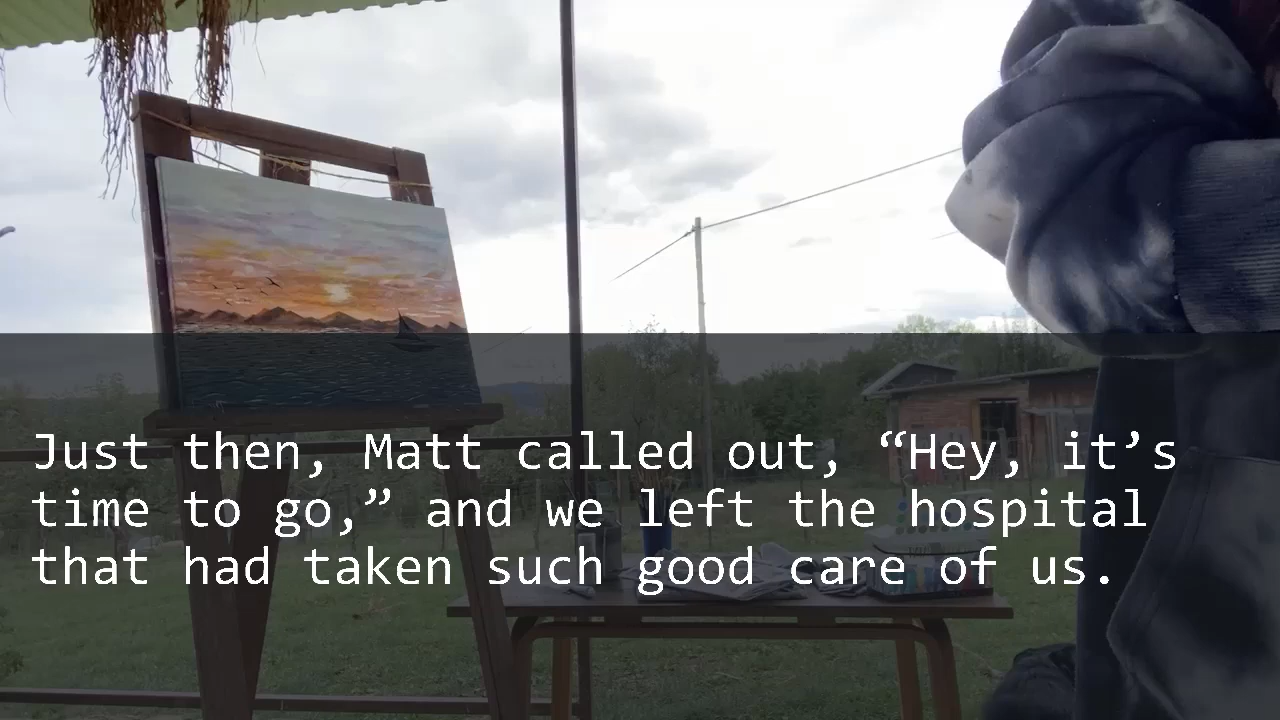 Just then, Matt called out, “Hey, it’s
time to go,” and we left the hospital
that had taken such good care of us.